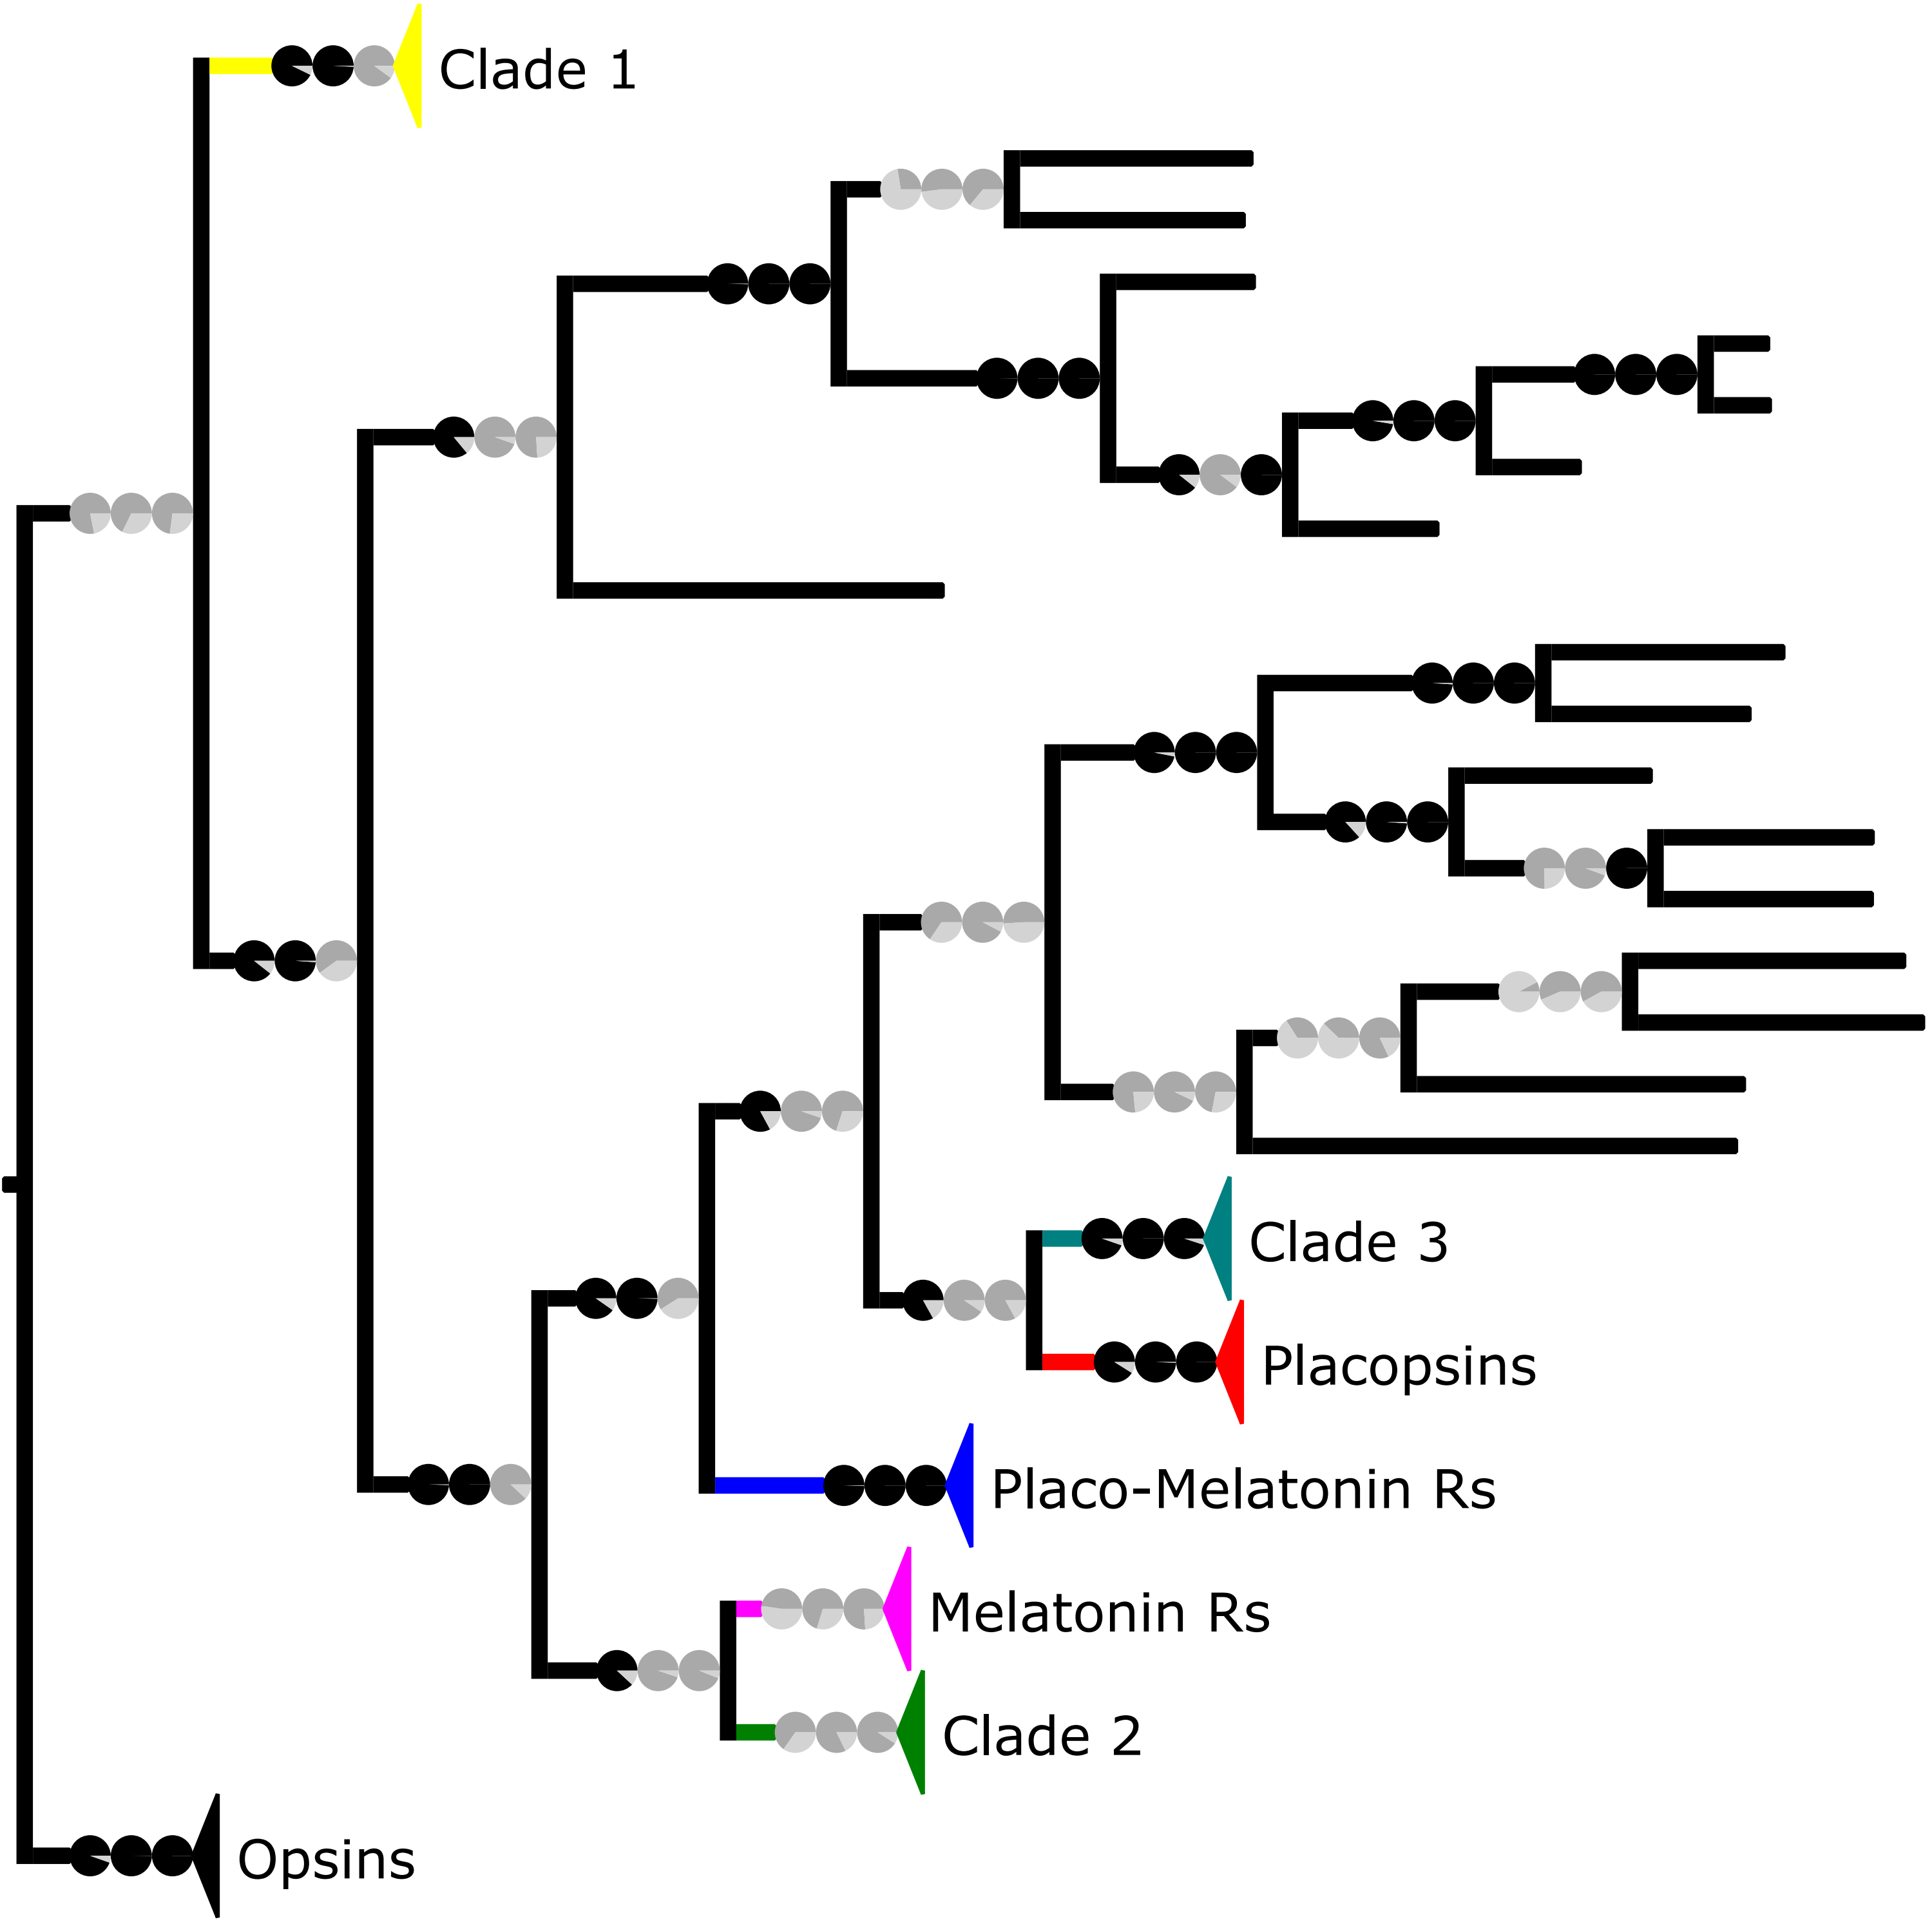 Clade 1
Clade 3
Placopsins
Placo-Melatonin Rs
Melatonin Rs
Clade 2
Opsins